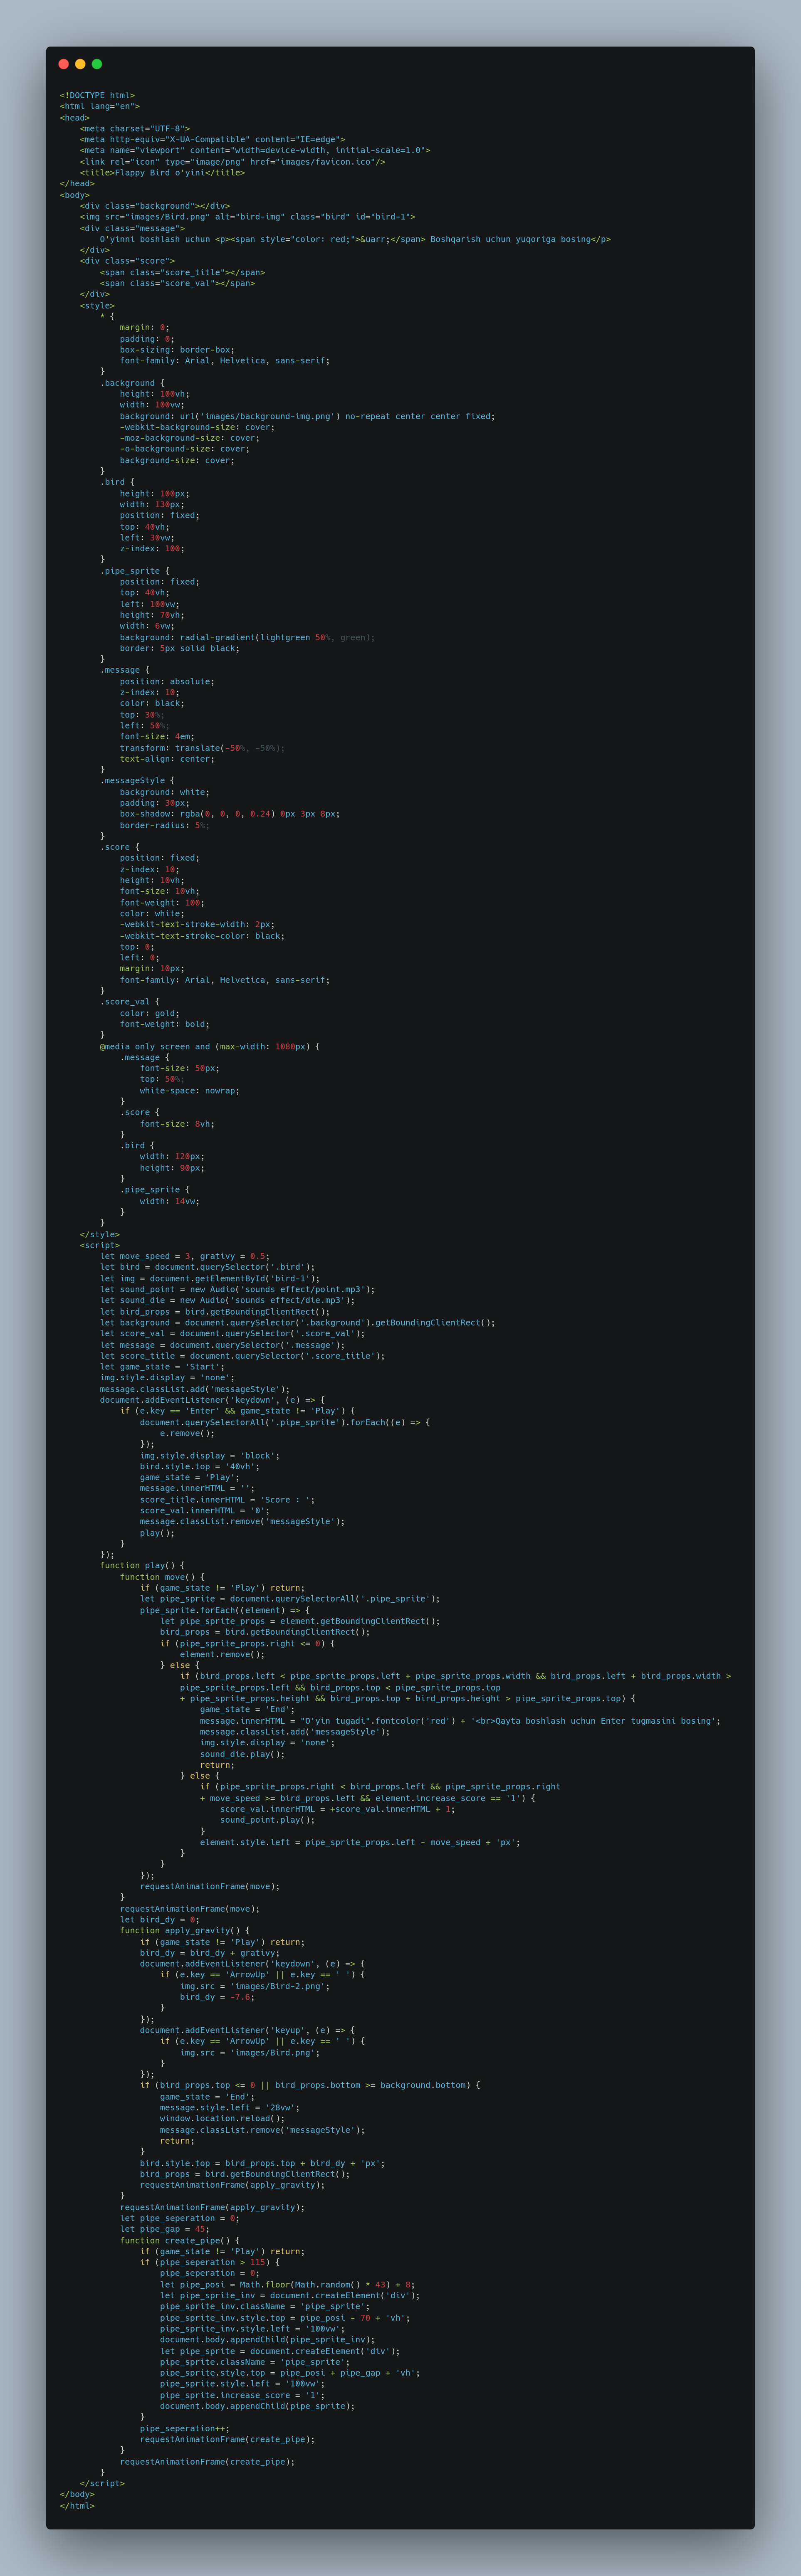 <!DOCTYPE html>
<html lang="en">
<head>
    <meta charset="UTF-8">
    <meta http-equiv="X-UA-Compatible" content="IE=edge">
    <meta name="viewport" content="width=device-width, initial-scale=1.0">
    <link rel="icon" type="image/png" href="images/favicon.ico"/>
    <title>Flappy Bird o'yini</title>
</head>
<body>
    <div class="background"></div>
    <img src="images/Bird.png" alt="bird-img" class="bird" id="bird-1">
    <div class="message">
        O'yinni boshlash uchun <p><span style="color: red;">&uarr;</span> Boshqarish uchun yuqoriga bosing</p>
    </div>
    <div class="score">
        <span class="score_title"></span>
        <span class="score_val"></span>
    </div>
    <style>
        * {
            margin: 0;
            padding: 0;
            box-sizing: border-box;
            font-family: Arial, Helvetica, sans-serif;
        }
        .background {
            height: 100vh;
            width: 100vw;
            background: url('images/background-img.png') no-repeat center center fixed;
            -webkit-background-size: cover;
            -moz-background-size: cover;
            -o-background-size: cover;
            background-size: cover;
        }
        .bird {
            height: 100px;
            width: 130px;
            position: fixed;
            top: 40vh;
            left: 30vw;
            z-index: 100;
        }
        .pipe_sprite {
            position: fixed;
            top: 40vh;
            left: 100vw;
            height: 70vh;
            width: 6vw;
            background: radial-gradient(lightgreen 50%, green);
            border: 5px solid black;
        }
        .message {
            position: absolute;
            z-index: 10;
            color: black;
            top: 30%;
            left: 50%;
            font-size: 4em;
            transform: translate(-50%, -50%);
            text-align: center;
        }
        .messageStyle {
            background: white;
            padding: 30px;
            box-shadow: rgba(0, 0, 0, 0.24) 0px 3px 8px;
            border-radius: 5%;
        }
        .score {
            position: fixed;
            z-index: 10;
            height: 10vh;
            font-size: 10vh;
            font-weight: 100;
            color: white;
            -webkit-text-stroke-width: 2px;
            -webkit-text-stroke-color: black;
            top: 0;
            left: 0;
            margin: 10px;
            font-family: Arial, Helvetica, sans-serif;
        }
        .score_val {
            color: gold;
            font-weight: bold;
        }
        @media only screen and (max-width: 1080px) {
            .message {
                font-size: 50px;
                top: 50%;
                white-space: nowrap;
            }
            .score {
                font-size: 8vh;
            }
            .bird {
                width: 120px;
                height: 90px;
            }
            .pipe_sprite {
                width: 14vw;
            }
        }
    </style>
    <script>
        let move_speed = 3, grativy = 0.5;
        let bird = document.querySelector('.bird');
        let img = document.getElementById('bird-1');
        let sound_point = new Audio('sounds effect/point.mp3');
        let sound_die = new Audio('sounds effect/die.mp3');
        let bird_props = bird.getBoundingClientRect();
        let background = document.querySelector('.background').getBoundingClientRect();
        let score_val = document.querySelector('.score_val');
        let message = document.querySelector('.message');
        let score_title = document.querySelector('.score_title');
        let game_state = 'Start';
        img.style.display = 'none';
        message.classList.add('messageStyle');
        document.addEventListener('keydown', (e) => {
            if (e.key == 'Enter' && game_state != 'Play') {
                document.querySelectorAll('.pipe_sprite').forEach((e) => {
                    e.remove();
                });
                img.style.display = 'block';
                bird.style.top = '40vh';
                game_state = 'Play';
                message.innerHTML = '';
                score_title.innerHTML = 'Score : ';
                score_val.innerHTML = '0';
                message.classList.remove('messageStyle');
                play();
            }
        });
        function play() {
            function move() {
                if (game_state != 'Play') return;
                let pipe_sprite = document.querySelectorAll('.pipe_sprite');
                pipe_sprite.forEach((element) => {
                    let pipe_sprite_props = element.getBoundingClientRect();
                    bird_props = bird.getBoundingClientRect();
                    if (pipe_sprite_props.right <= 0) {
                        element.remove();
                    } else {
                        if (bird_props.left < pipe_sprite_props.left + pipe_sprite_props.width && bird_props.left + bird_props.width >
                        pipe_sprite_props.left && bird_props.top < pipe_sprite_props.top
                        + pipe_sprite_props.height && bird_props.top + bird_props.height > pipe_sprite_props.top) {
                            game_state = 'End';
                            message.innerHTML = "O'yin tugadi".fontcolor('red') + '<br>Qayta boshlash uchun Enter tugmasini bosing';
                            message.classList.add('messageStyle');
                            img.style.display = 'none';
                            sound_die.play();
                            return;
                        } else {
                            if (pipe_sprite_props.right < bird_props.left && pipe_sprite_props.right
                            + move_speed >= bird_props.left && element.increase_score == '1') {
                                score_val.innerHTML = +score_val.innerHTML + 1;
                                sound_point.play();
                            }
                            element.style.left = pipe_sprite_props.left - move_speed + 'px';
                        }
                    }
                });
                requestAnimationFrame(move);
            }
            requestAnimationFrame(move);
            let bird_dy = 0;
            function apply_gravity() {
                if (game_state != 'Play') return;
                bird_dy = bird_dy + grativy;
                document.addEventListener('keydown', (e) => {
                    if (e.key == 'ArrowUp' || e.key == ' ') {
                        img.src = 'images/Bird-2.png';
                        bird_dy = -7.6;
                    }
                });
                document.addEventListener('keyup', (e) => {
                    if (e.key == 'ArrowUp' || e.key == ' ') {
                        img.src = 'images/Bird.png';
                    }
                });
                if (bird_props.top <= 0 || bird_props.bottom >= background.bottom) {
                    game_state = 'End';
                    message.style.left = '28vw';
                    window.location.reload();
                    message.classList.remove('messageStyle');
                    return;
                }
                bird.style.top = bird_props.top + bird_dy + 'px';
                bird_props = bird.getBoundingClientRect();
                requestAnimationFrame(apply_gravity);
            }
            requestAnimationFrame(apply_gravity);
            let pipe_seperation = 0;
            let pipe_gap = 45;
            function create_pipe() {
                if (game_state != 'Play') return;
                if (pipe_seperation > 115) {
                    pipe_seperation = 0;
                    let pipe_posi = Math.floor(Math.random() * 43) + 8;
                    let pipe_sprite_inv = document.createElement('div');
                    pipe_sprite_inv.className = 'pipe_sprite';
                    pipe_sprite_inv.style.top = pipe_posi - 70 + 'vh';
                    pipe_sprite_inv.style.left = '100vw';
                    document.body.appendChild(pipe_sprite_inv);
                    let pipe_sprite = document.createElement('div');
                    pipe_sprite.className = 'pipe_sprite';
                    pipe_sprite.style.top = pipe_posi + pipe_gap + 'vh';
                    pipe_sprite.style.left = '100vw';
                    pipe_sprite.increase_score = '1';
                    document.body.appendChild(pipe_sprite);
                }
                pipe_seperation++;
                requestAnimationFrame(create_pipe);
            }
            requestAnimationFrame(create_pipe);
        }
    </script>
</body>
</html>